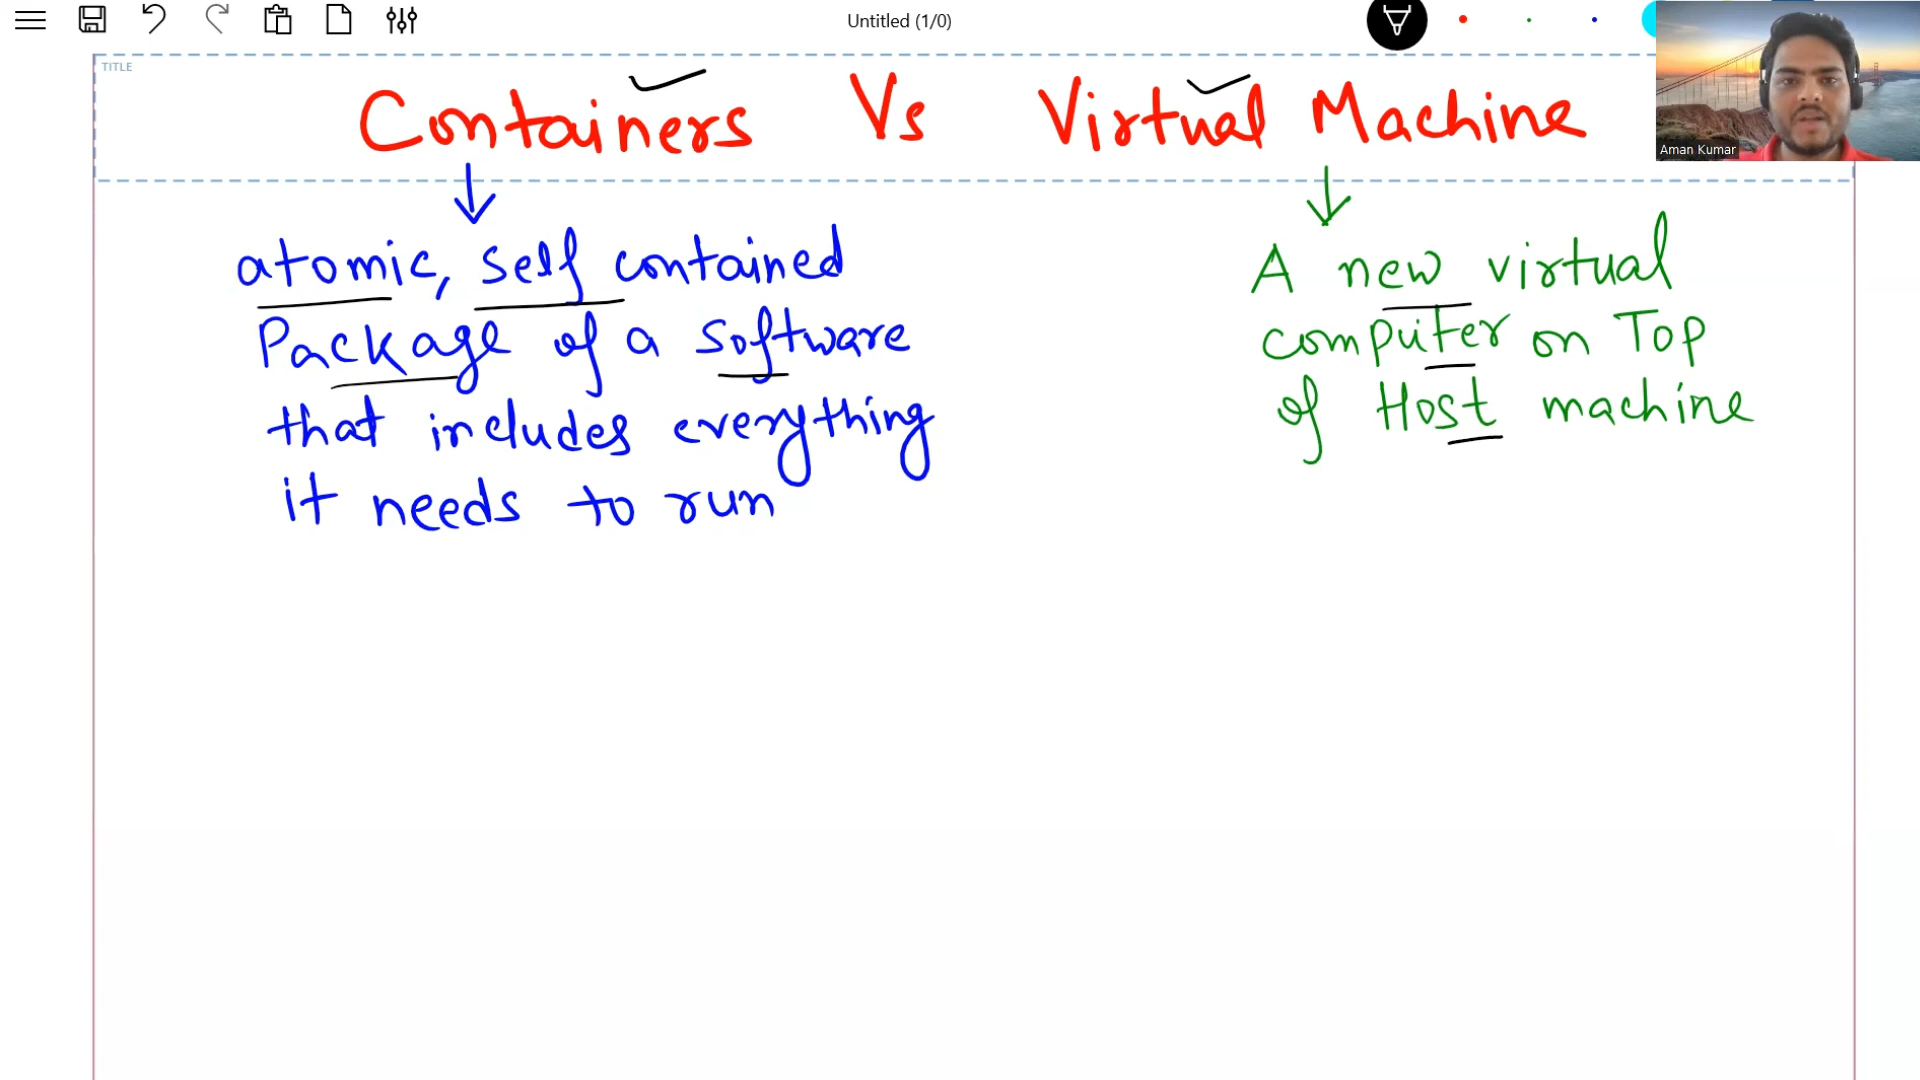 Untitled (1/0)
TITLE
Containers Vs Virtual Machine
Aman Kumar
atomic, self contained
Package of a software
that includes everything
it needs to run
A new virtual
computer on Top
of Host machine